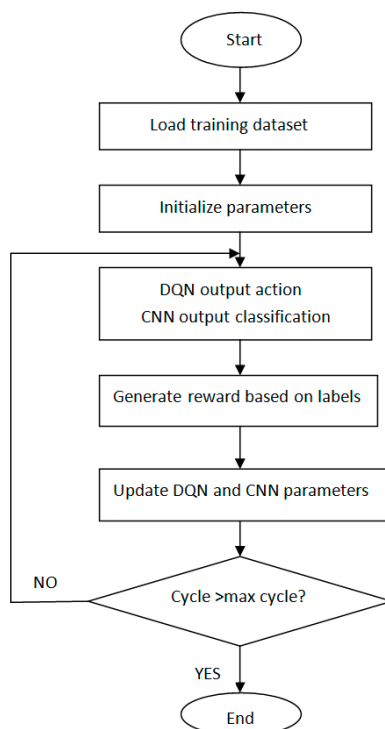 Start
Load training dataset
Initialize parameters
DQN output action
CNN output classification
Generate reward based on labels
Update DQN and CNN parameters
NO
Cycle >max cycle?
YES
End